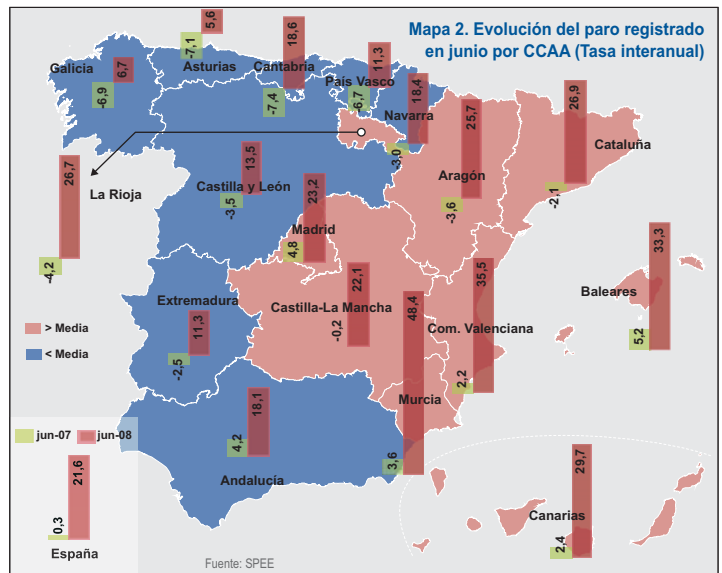 Mapa 2. Evolución del paro registrado
en junio por CCAA (Tasa interanual)
Galicia
-6,9
6,7
Asturias
-7,1
5,6
Cantabria
-7,4
18,6
País Vasco
-6,7
11,3
Navarra
-3,0
18,4
La Rioja
-4,2
26,7
Castilla y León
-3,5
13,5
Aragón
-3,6
25,7
Cataluña
-2,1
26,9
Madrid
4,8
23,2
Extremadura
-2,5
11,3
Castilla-La Mancha
-0,2
22,1
Com. Valenciana
2,2
35,5
Baleares
5,2
33,3
Murcia
3,6
48,4
Andalucía
4,2
18,1
Canarias
2,4
29,7
> Media
< Media
jun-07
jun-08
0,3
21,6
España
Fuente: SPEE